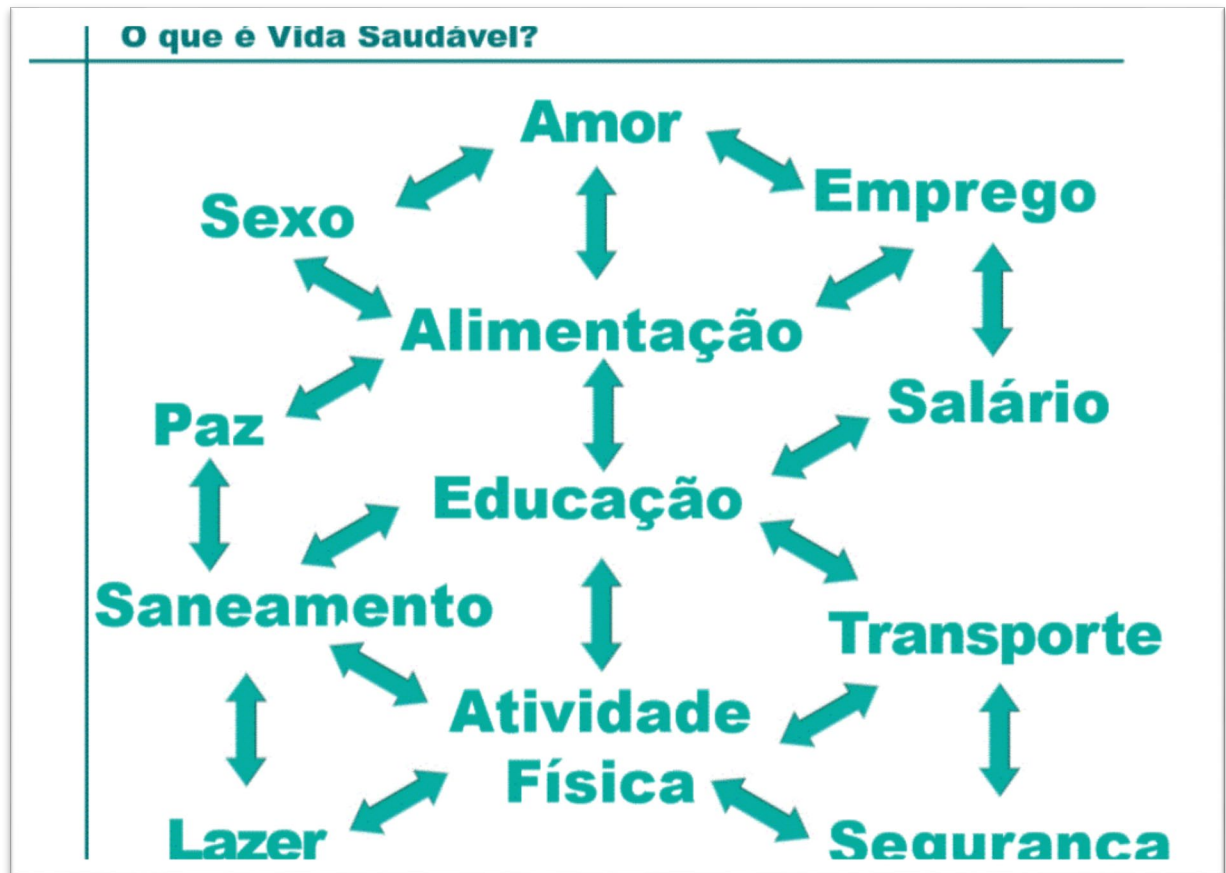 O que é Vida Saudável?
Amor
Emprego
Sexo
Alimentação
Salário
Paz
Educação
Saneamento
Transporte
Atividade
Física
Lazer
Segurança